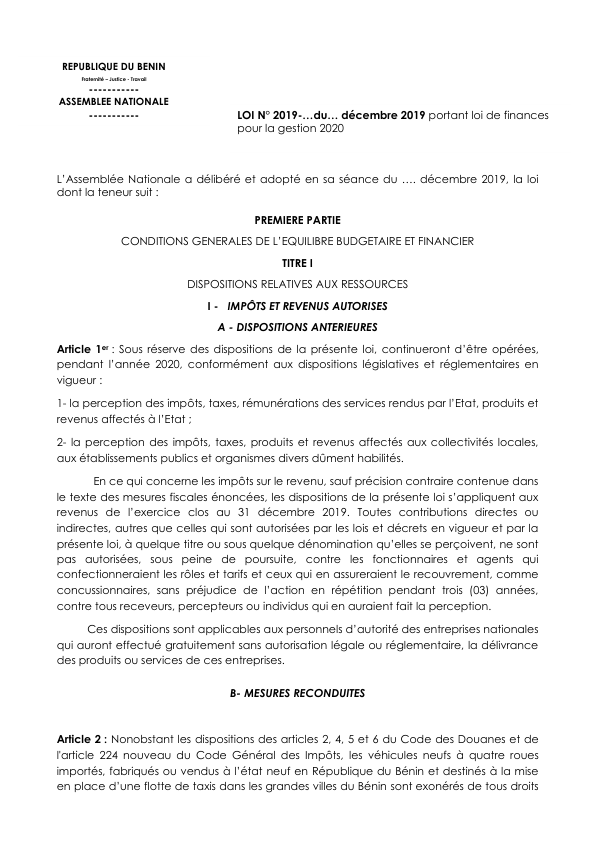 REPUBLIQUE DU BENIN
Fraternité – Justice - Travail
-----------
ASSEMBLEE NATIONALE
-----------
LOI N° 2019-…du… décembre 2019 portant loi de finances
pour la gestion 2020
L’Assemblée Nationale a délibéré et adopté en sa séance du …. décembre 2019, la loi
dont la teneur suit :
PREMIERE PARTIE
CONDITIONS GENERALES DE L’EQUILIBRE BUDGETAIRE ET FINANCIER
TITRE I
DISPOSITIONS RELATIVES AUX RESSOURCES
I - IMPÔTS ET REVENUS AUTORISES
A - DISPOSITIONS ANTERIEURES
Article 1er : Sous réserve des dispositions de la présente loi, continueront d’être opérées,
pendant l’année 2020, conformément aux dispositions législatives et réglementaires en
vigueur :
1- la perception des impôts, taxes, rémunérations des services rendus par l’Etat, produits et
revenus affectés à l’Etat ;
2- la perception des impôts, taxes, produits et revenus affectés aux collectivités locales,
aux établissements publics et organismes divers dûment habilités.
En ce qui concerne les impôts sur le revenu, sauf précision contraire contenue dans
le texte des mesures fiscales énoncées, les dispositions de la présente loi s’appliquent aux
revenus de l’exercice clos au 31 décembre 2019. Toutes contributions directes ou
indirectes, autres que celles qui sont autorisées par les lois et décrets en vigueur et par la
présente loi, à quelque titre ou sous quelque dénomination qu’elles se perçoivent, ne sont
pas autorisées, sous peine de poursuite, contre les fonctionnaires et agents qui
confectionneraient les rôles et tarifs et ceux qui en assureraient le recouvrement, comme
concussionnaires, sans préjudice de l’action en répétition pendant trois (03) années,
contre tous receveurs, percepteurs ou individus qui en auraient fait la perception.
Ces dispositions sont applicables aux personnels d’autorité des entreprises nationales
qui auront effectué gratuitement sans autorisation légale ou réglementaire, la délivrance
des produits ou services de ces entreprises.
B- MESURES RECONDUITES
Article 2 : Nonobstant les dispositions des articles 2, 4, 5 et 6 du Code des Douanes et de
l'article 224 nouveau du Code Général des Impôts, les véhicules neufs à quatre roues
importés, fabriqués ou vendus à l’état neuf en République du Bénin et destinés à la mise
en place d’une flotte de taxis dans les grandes villes du Bénin sont exonérés de tous droits